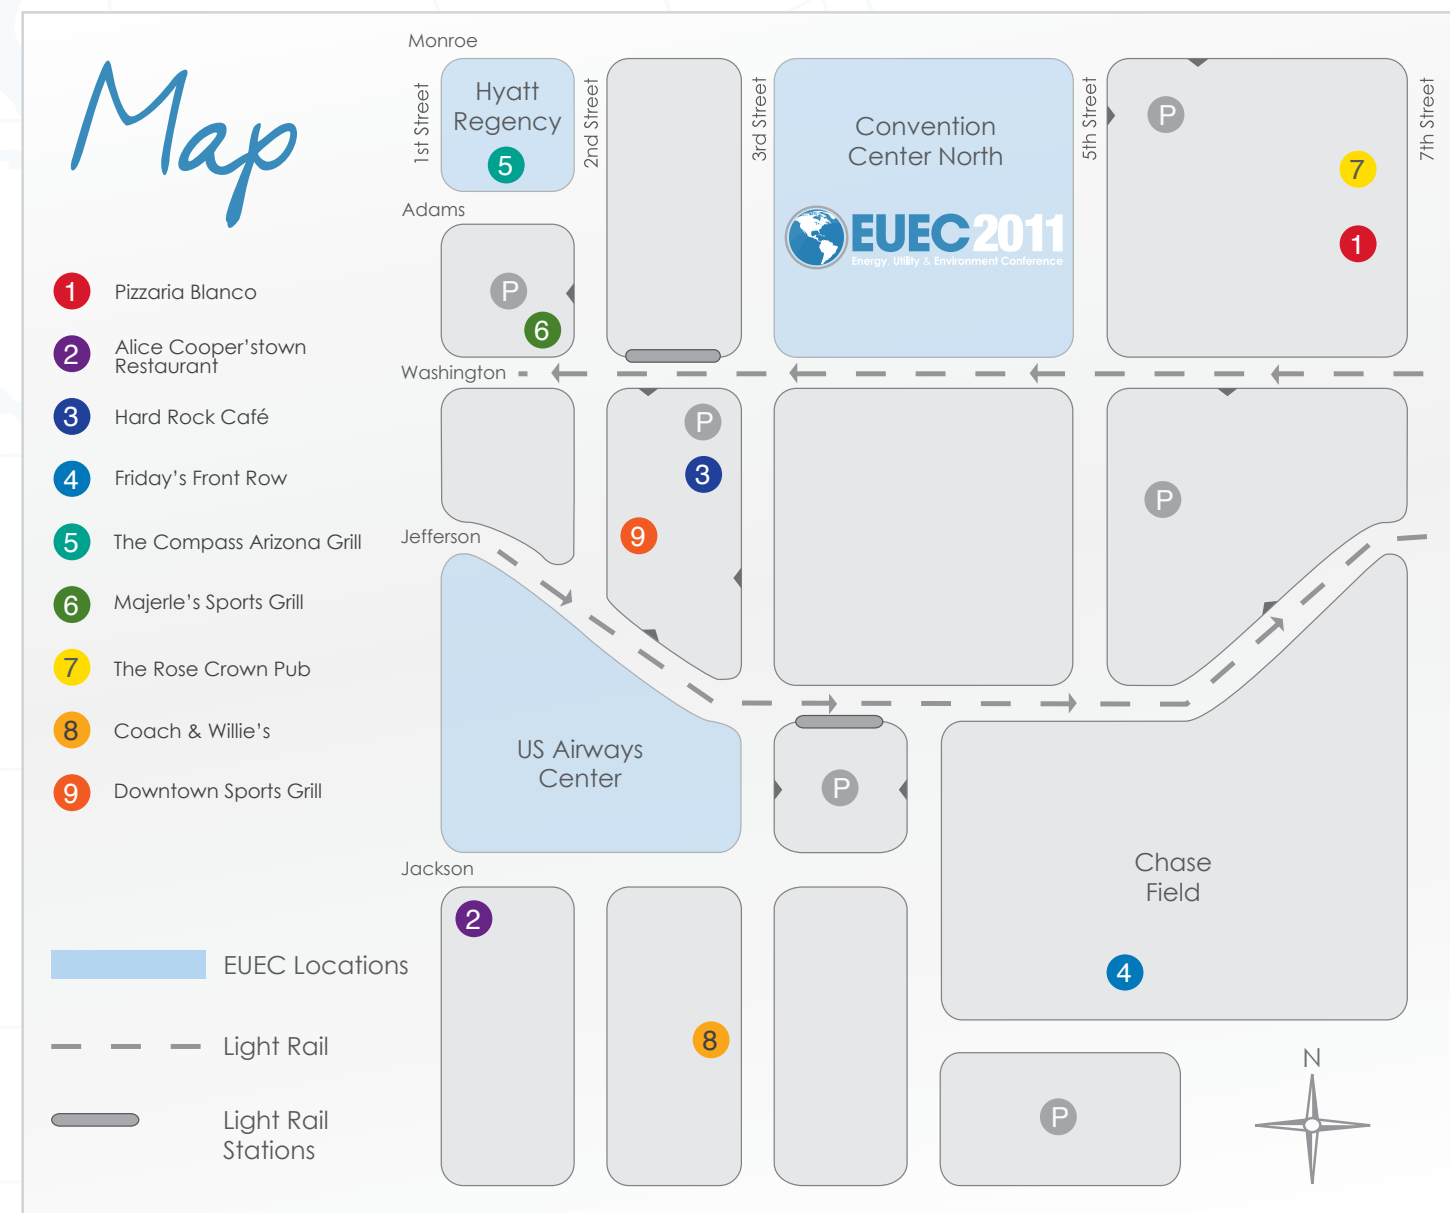 Map
Monroe
1st Street
Hyatt
Regency
5
2nd Street
3rd Street
Convention
Center North
EUEC2011
Energy, Utility & Environment Conference
5th Street
P
7
1
7th Street
Adams
P
6
Washington
P
3
9
P
Jefferson
US Airways
Center
P
Chase
Field
4
Jackson
2
8
P
N
1 Pizzaria Blanco
2 Alice Cooper'stown
Restaurant
3 Hard Rock Café
4 Friday's Front Row
5 The Compass Arizona Grill
6 Majerle's Sports Grill
7 The Rose Crown Pub
8 Coach & Willie's
9 Downtown Sports Grill
EUEC Locations
Light Rail
Light Rail
Stations